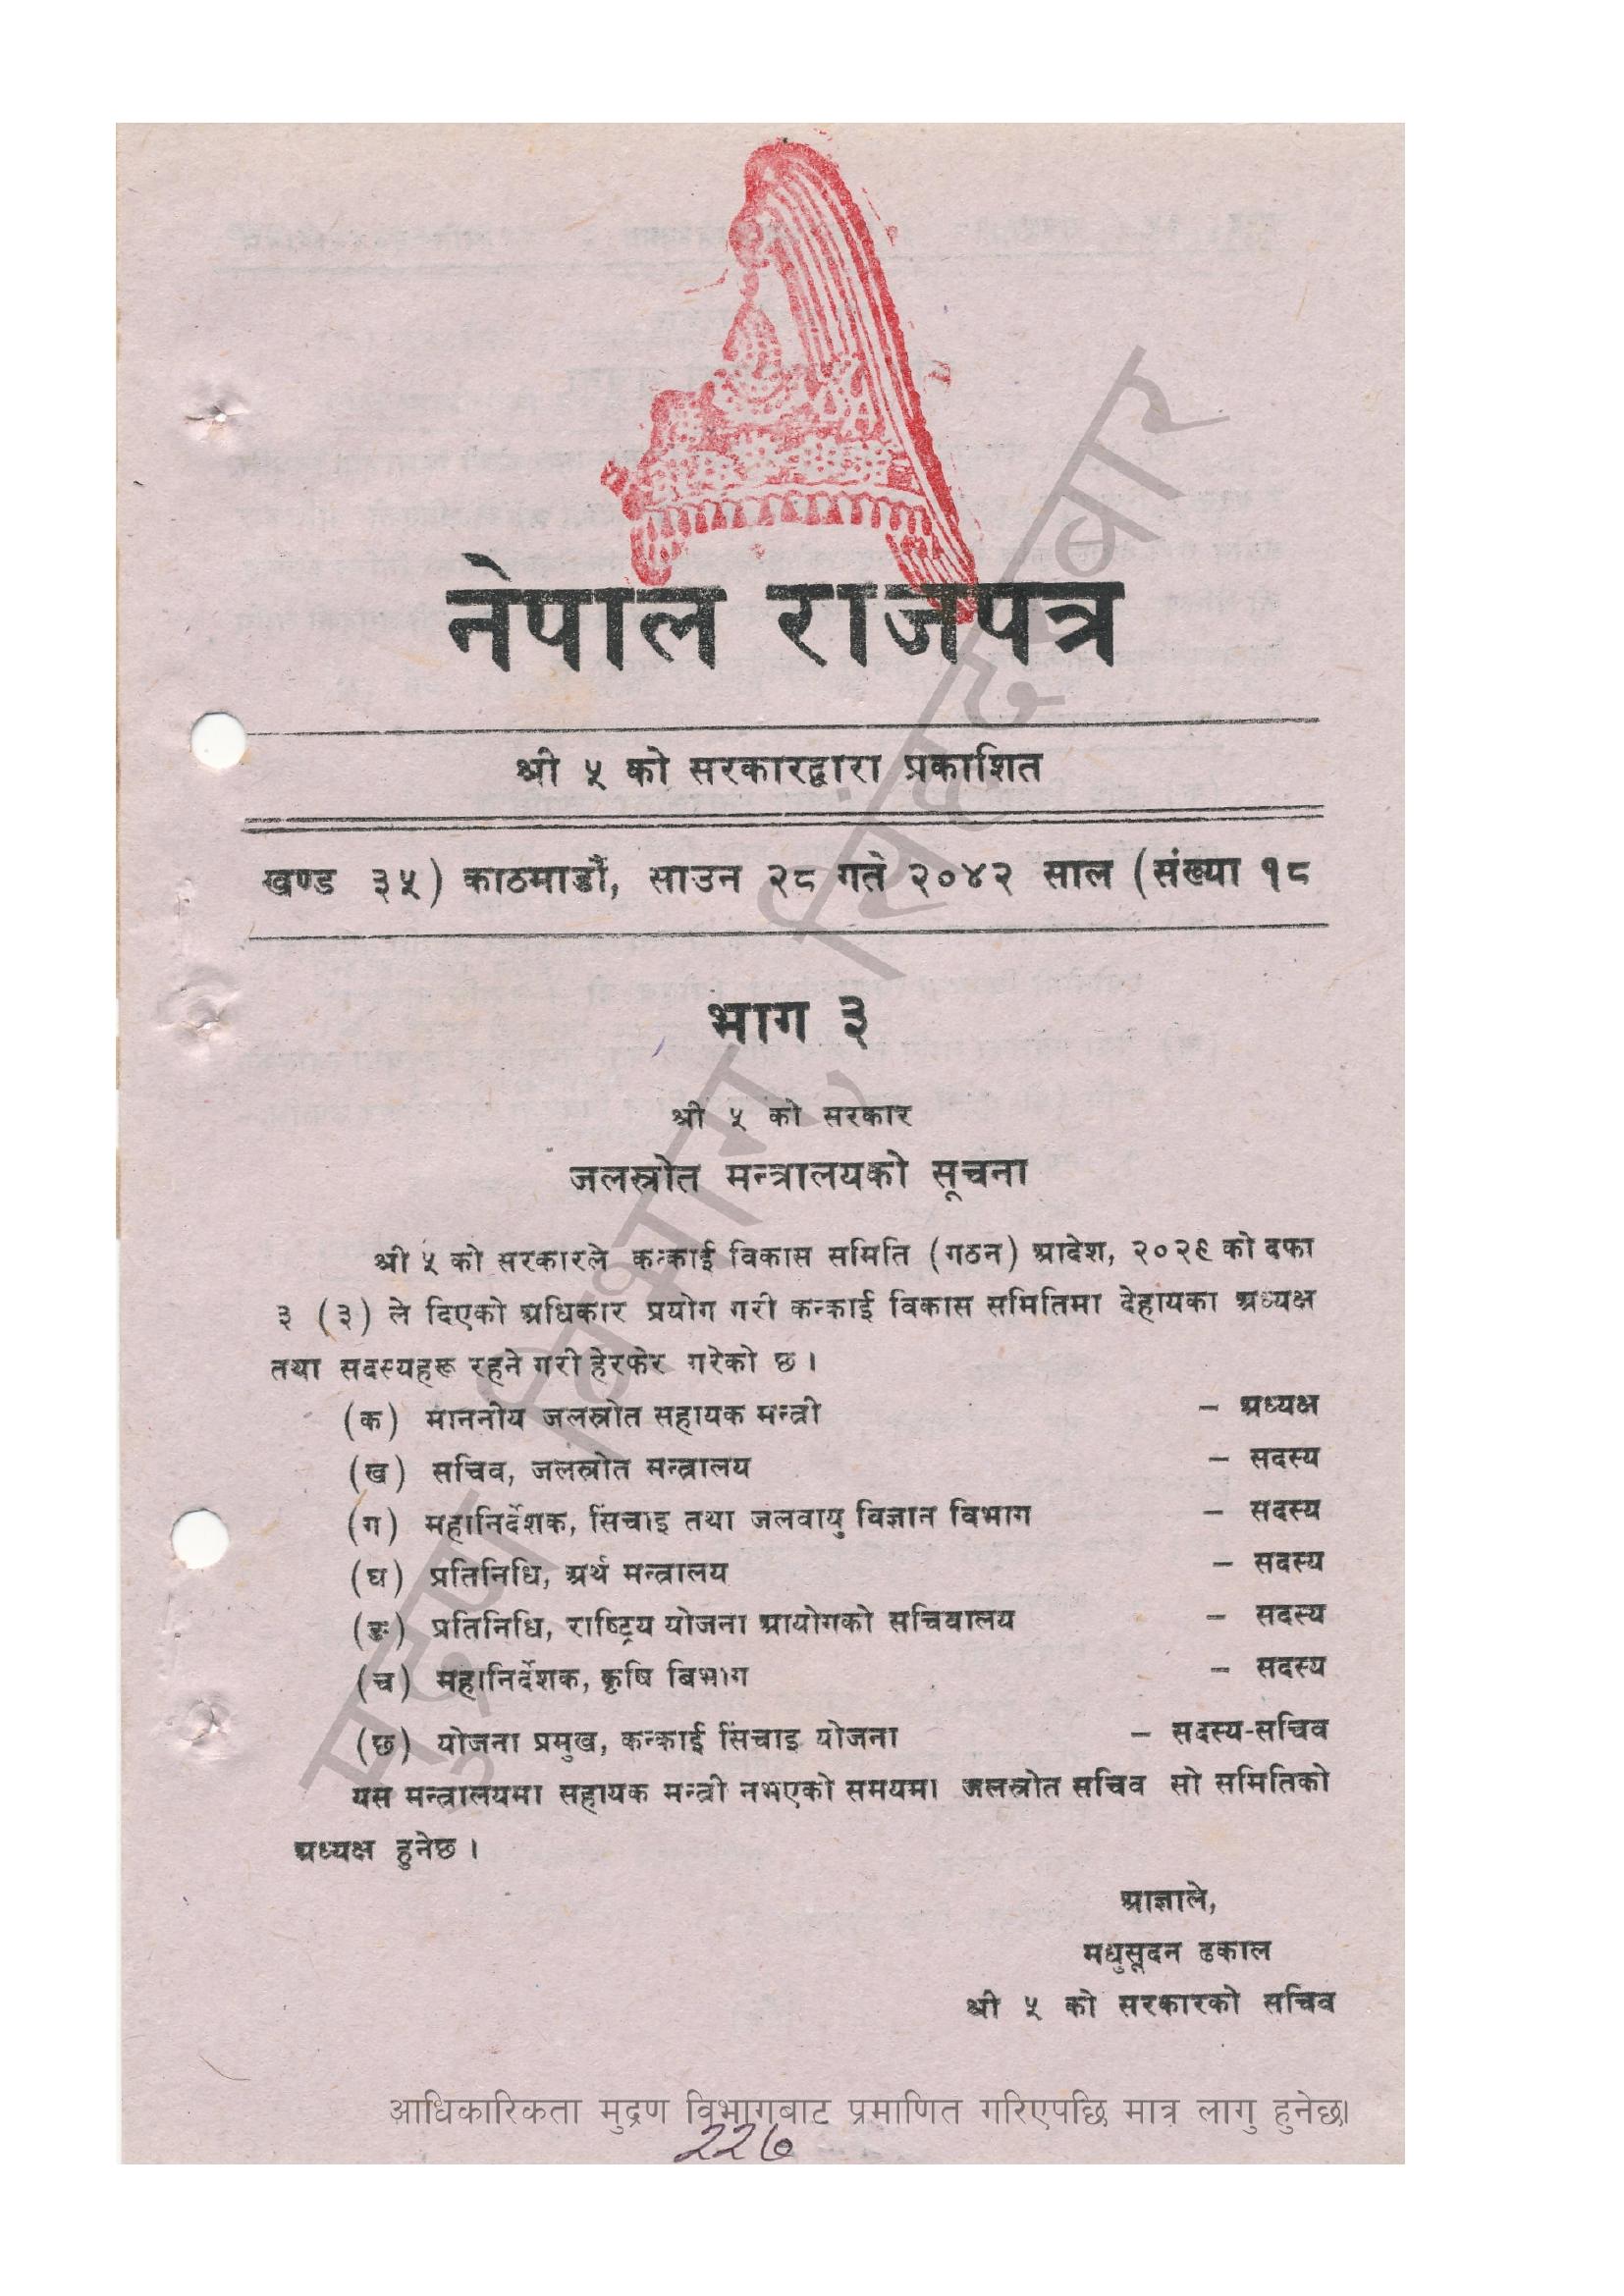 नेपाल राजपत्र
श्री ५ को सरकारद्वारा प्रकाशित
खण्ड ३५) काठमाडौं, साउन २८ गते २०४२ साल (संख्या १८
भाग ३
श्री ५ को सरकार
जलस्रोत मन्त्रालयको सूचना
श्री ५ को सरकारले कन्काई विकास समिति (गठन) आदेश, २०२९ को दफा
३ (३) ले दिएको अधिकार प्रयोग गरी कन्काई विकास समितिमा देहायका अध्यक्ष
तथा सदस्यहरू रहने गरी हेरफेर गरेको छ ।
(क) माननीय जलस्रोत सहायक मन्त्री – अध्यक्ष
(ख) सचिव, जलस्रोत मन्त्रालय – सदस्य
(ग) महानिर्देशक, सिंचाइ तथा जलवायु विज्ञान विभाग – सदस्य
(घ) प्रतिनिधि, अर्थ मन्त्रालय – सदस्य
(ङ) प्रतिनिधि, राष्ट्रिय योजना आयोगको सचिवालय – सदस्य
(च) महानिर्देशक, कृषि विभाग – सदस्य
(छ) योजना प्रमुख, कन्काई सिंचाइ योजना – सदस्य-सचिव
यस मन्त्रालयमा सहायक मन्त्री नभएको समयमा जलस्रोत सचिव सो समितिको
अध्यक्ष हुनेछ ।
आज्ञाले,
मधुसूदन ढकाल
श्री ५ को सरकारको सचिव
मुद्रण विभाग, सिंहदरबार
आधिकारिकता मुद्रण विभागबाट प्रमाणित गरिएपछि मात्र लागु हुनेछ।
२२७